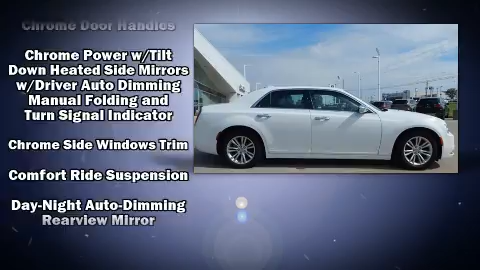 Chrome Door Handles
Chrome Power w/Tilt
Down Heated Side Mirrors
w/Driver Auto Dimming
Manual Folding and
Turn Signal Indicator
Chrome Side Windows Trim
Comfort Ride Suspension
Day-Night Auto-Dimming
Rearview Mirror